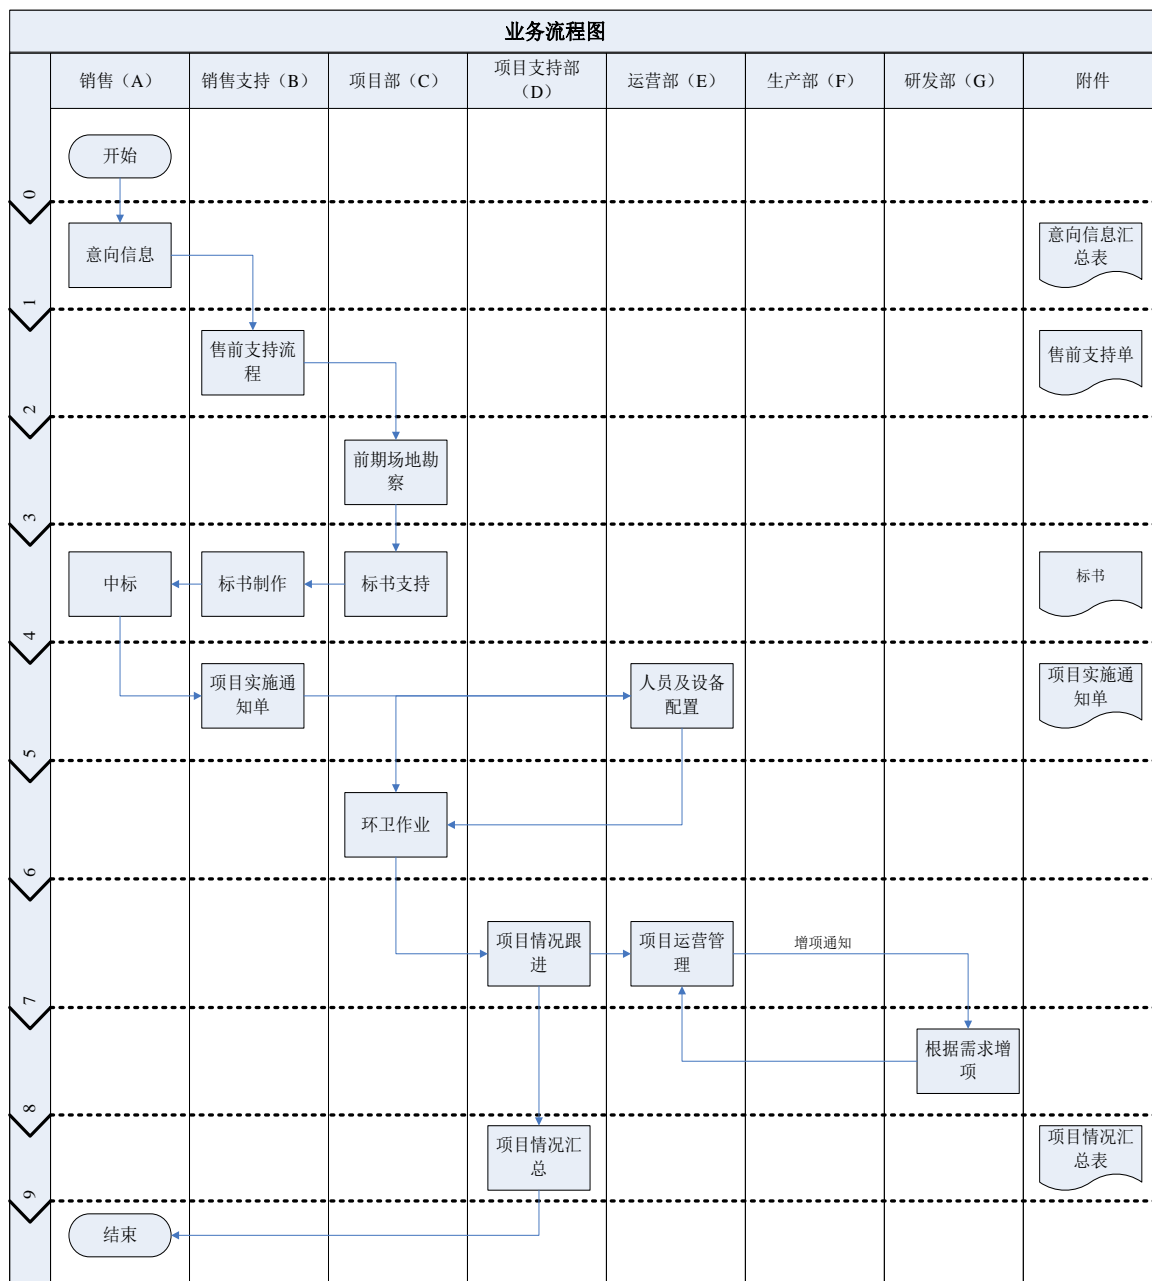 业务流程图
销售（A）
销售支持（B）
项目部（C）
项目支持部
（D）
运营部（E）
生产部（F）
研发部（G）
附件
开始
0
意向信息
意向信息汇
总表
1
售前支持流
程
售前支持单
2
前期场地勘
察
3
中标
标书制作
标书支持
标书
4
项目实施通
知单
人员及设备
配置
项目实施通
知单
5
环卫作业
6
项目情况跟
进
项目运营管
理
增项通知
7
根据需求增
项
8
项目情况汇
总
项目情况汇
总表
9
结束